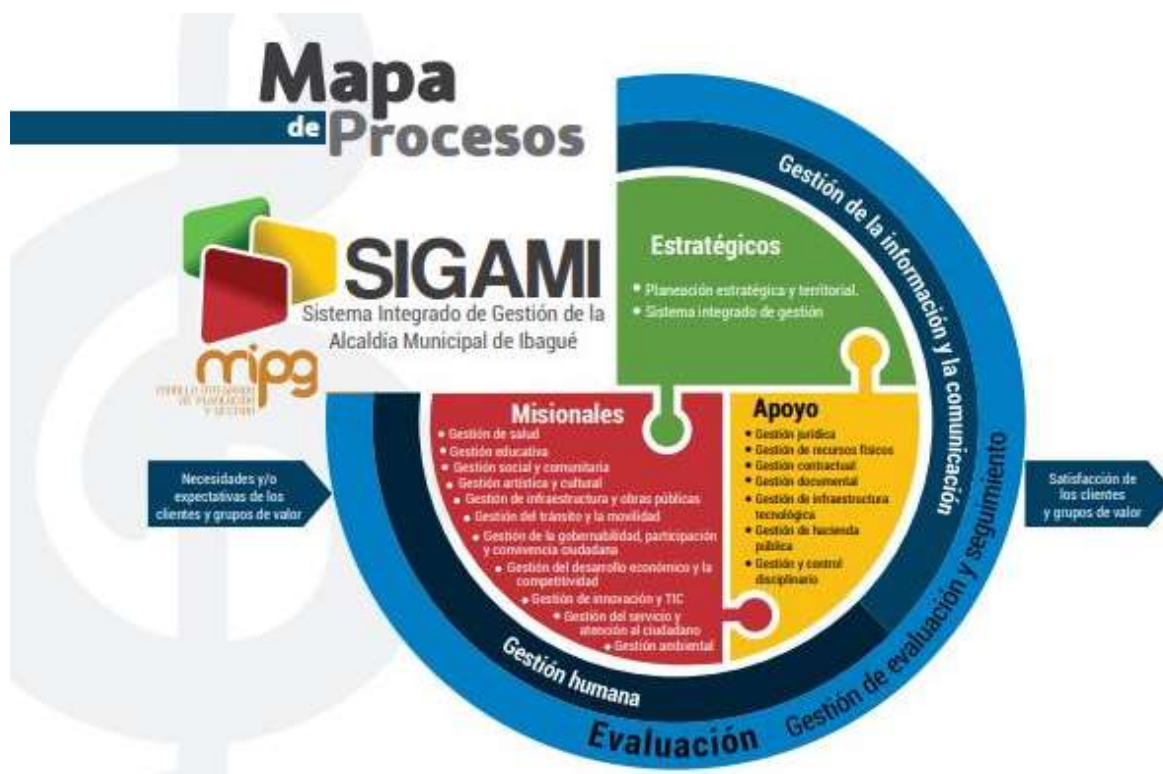 Mapa
de Procesos
SIGAMI
Sistema Integrado de Gestión de la
Alcaldía Municipal de Ibagué
mipg
MODELO INTEGRADO
DE PLANEACIÓN
Y GESTIÓN
Necesidades y/o
expectativas de los
clientes y grupos de valor
Estratégicos
• Planeación estratégica y territorial.
• Sistema integrado de gestión
Misionales
• Gestión de salud
• Gestión educativa
• Gestión social y comunitaria
• Gestión artística y cultural
• Gestión de infraestructura y obras públicas
• Gestión del tránsito y la movilidad
• Gestión de la gobernabilidad, participación
y convivencia ciudadana
• Gestión del desarrollo económico y la
competitividad
• Gestión de innovación y TIC
• Gestión del servicio y
atención al ciudadano
• Gestión ambiental
Apoyo
• Gestión jurídica
• Gestión de recursos físicos
• Gestión contractual
• Gestión documental
• Gestión de infraestructura
tecnológica
• Gestión de hacienda
pública
• Gestión y control
disciplinario
Gestión de la información y la comunicación
Gestión humana
Evaluación
Gestión de evaluación y seguimiento
Satisfacción de
los clientes
y grupos de valor